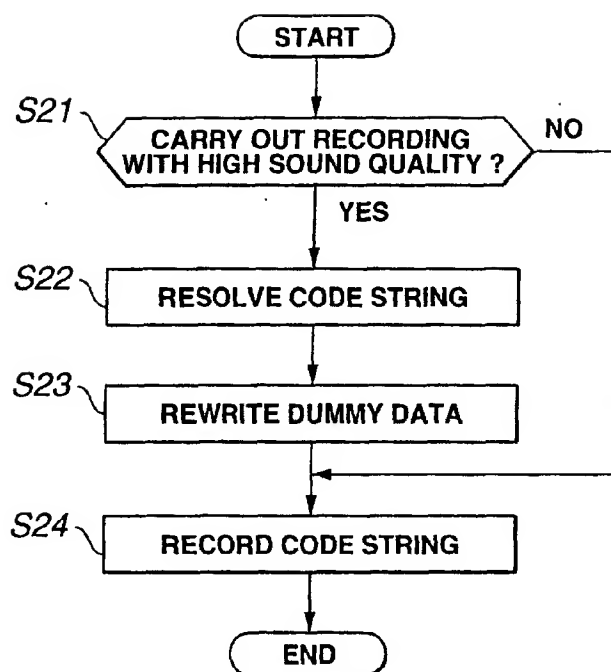 START
S21
CARRY OUT RECORDING
WITH HIGH SOUND QUALITY ?
NO
YES
S22
RESOLVE CODE STRING
S23
REWRITE DUMMY DATA
S24
RECORD CODE STRING
END